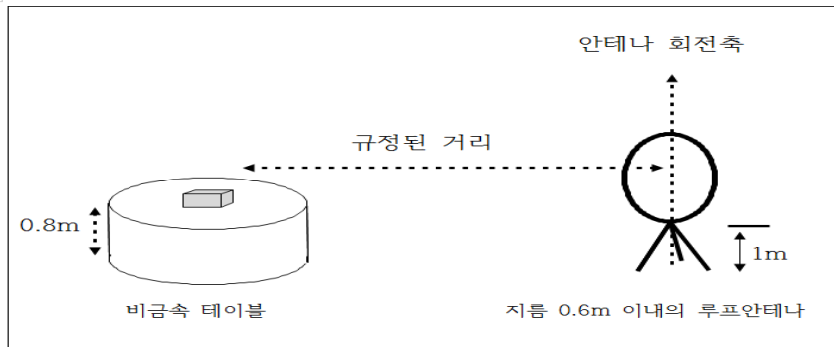 안테나 회전축
규정된 거리
0.8m
1m
비금속 테이블
지름 0.6m 이내의 루프안테나